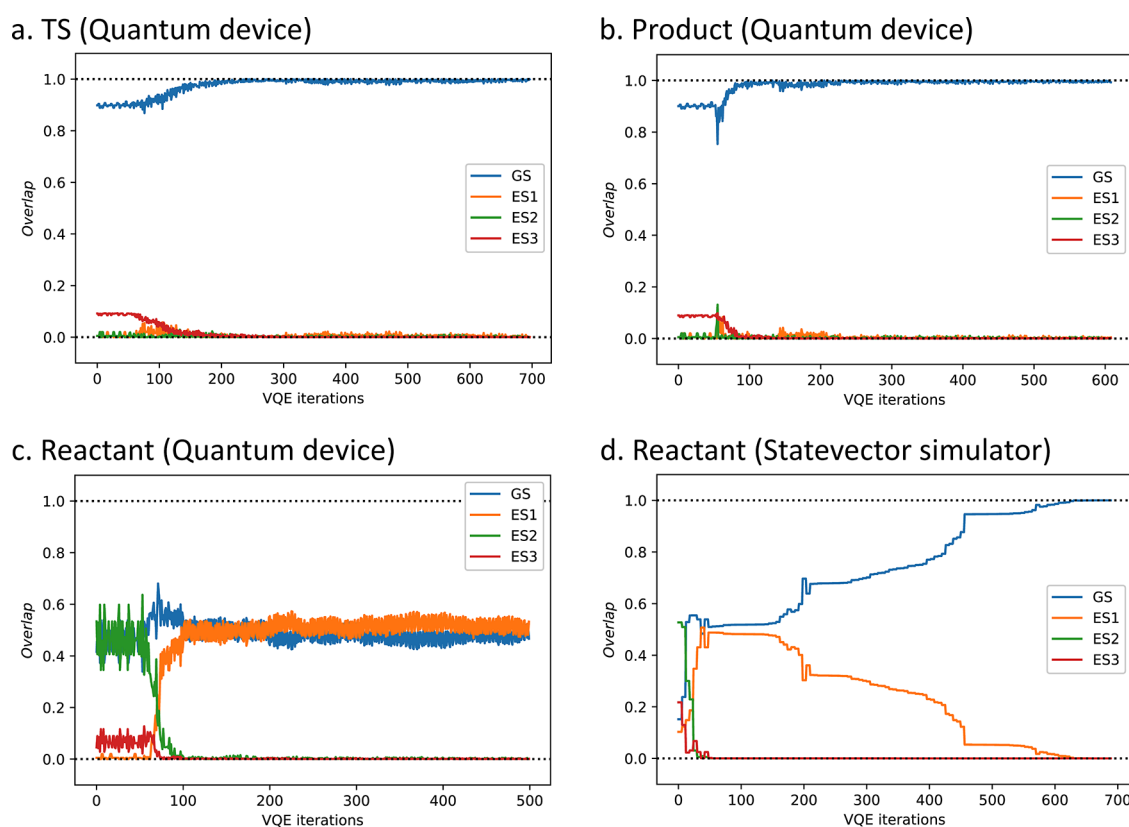 a. TS (Quantum device)
1.0
0.8
0.6
0.4
0.2
0.0
Overlap
GS
ES1
ES2
ES3
0 100 200 300 400 500 600 700
VQE iterations
b. Product (Quantum device)
1.0
0.8
0.6
0.4
0.2
0.0
Overlap
GS
ES1
ES2
ES3
0 100 200 300 400 500 600
VQE iterations
c. Reactant (Quantum device)
1.0
0.8
0.6
0.4
0.2
0.0
Overlap
GS
ES1
ES2
ES3
0 100 200 300 400 500
VQE iterations
d. Reactant (Statevector simulator)
1.0
0.8
0.6
0.4
0.2
0.0
Overlap
GS
ES1
ES2
ES3
0 100 200 300 400 500 600 700
VQE iterations